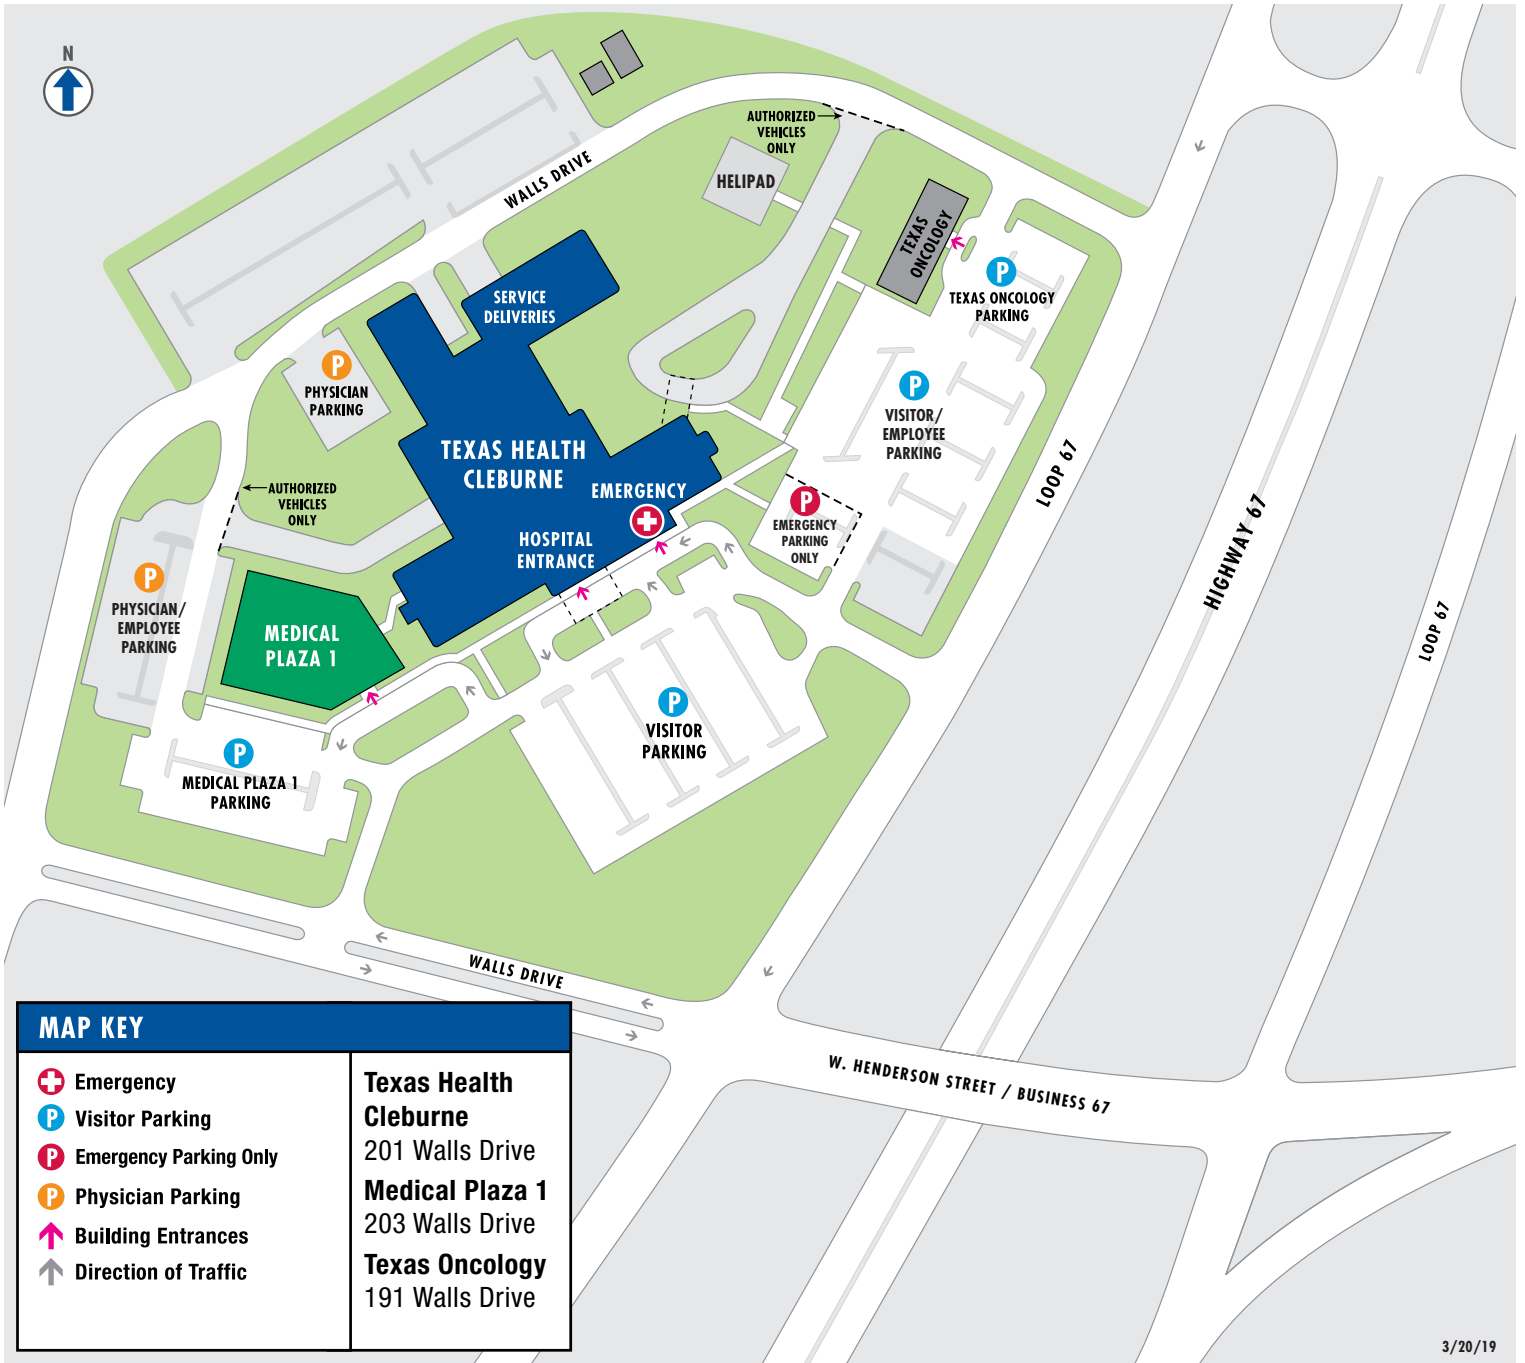 N
AUTHORIZED
VEHICLES
ONLY
WALLS DRIVE
HELIPAD
TEXAS
ONCOLOGY
P
TEXAS ONCOLOGY
PARKING
SERVICE
DELIVERIES
P
PHYSICIAN
PARKING
P
VISITOR/
EMPLOYEE
PARKING
TEXAS HEALTH
CLEBURNE
EMERGENCY
HOSPITAL
ENTRANCE
AUTHORIZED
VEHICLES
ONLY
P
EMERGENCY
PARKING
ONLY
LOOP 67
HIGHWAY 67
LOOP 67
P
PHYSICIAN/
EMPLOYEE
PARKING
MEDICAL
PLAZA 1
P
VISITOR
PARKING
P
MEDICAL PLAZA 1
PARKING
WALLS DRIVE
W. HENDERSON STREET / BUSINESS 67
MAP KEY
Emergency
P Visitor Parking
P Emergency Parking Only
P Physician Parking
Building Entrances
Direction of Traffic
Texas Health
Cleburne
201 Walls Drive
Medical Plaza 1
203 Walls Drive
Texas Oncology
191 Walls Drive
3/20/19